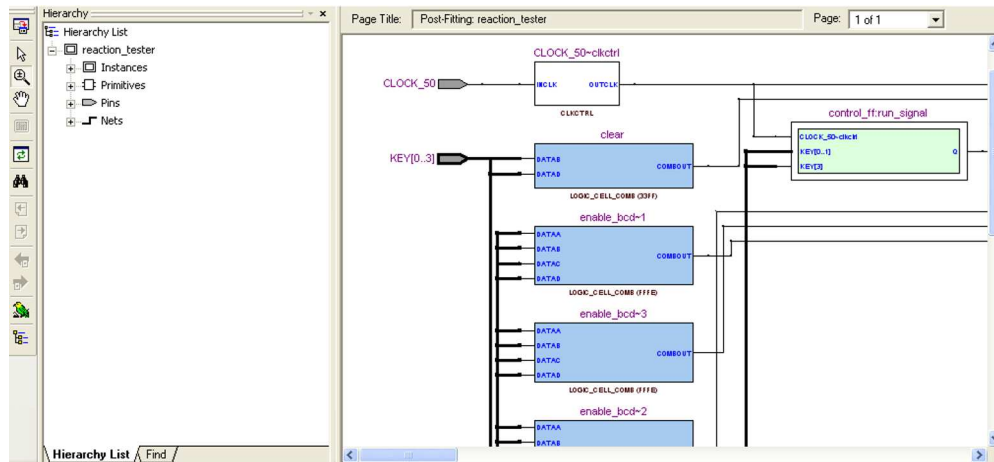 Hierarchy
Page Title: Post-Fitting: reaction_tester
Page: 1 of 1
Hierarchy List
reaction_tester
Instances
Primitives
Pins
Nets
CLOCK_50~clkctrl
CLOCK_50
INCLK OUTCLK
CLKCTRL
control_ff:run_signal
CLOCK_50~clkctrl
KEY[0..1] Q
KEY[3]
clear
KEY[0..3]
DATAB COMBOUT
DATAD
LOGIC_CELL_COMB (33FF)
enable_bcd~1
DATAA
DATAB
COMBOUT
DATAC
DATAD
LOGIC_CELL_COMB (FFFE)
enable_bcd~3
DATAA
DATAB
COMBOUT
DATAC
DATAD
LOGIC_CELL_COMB (FFFE)
enable_bcd~2
DATAA
DATAB
Hierarchy List Find